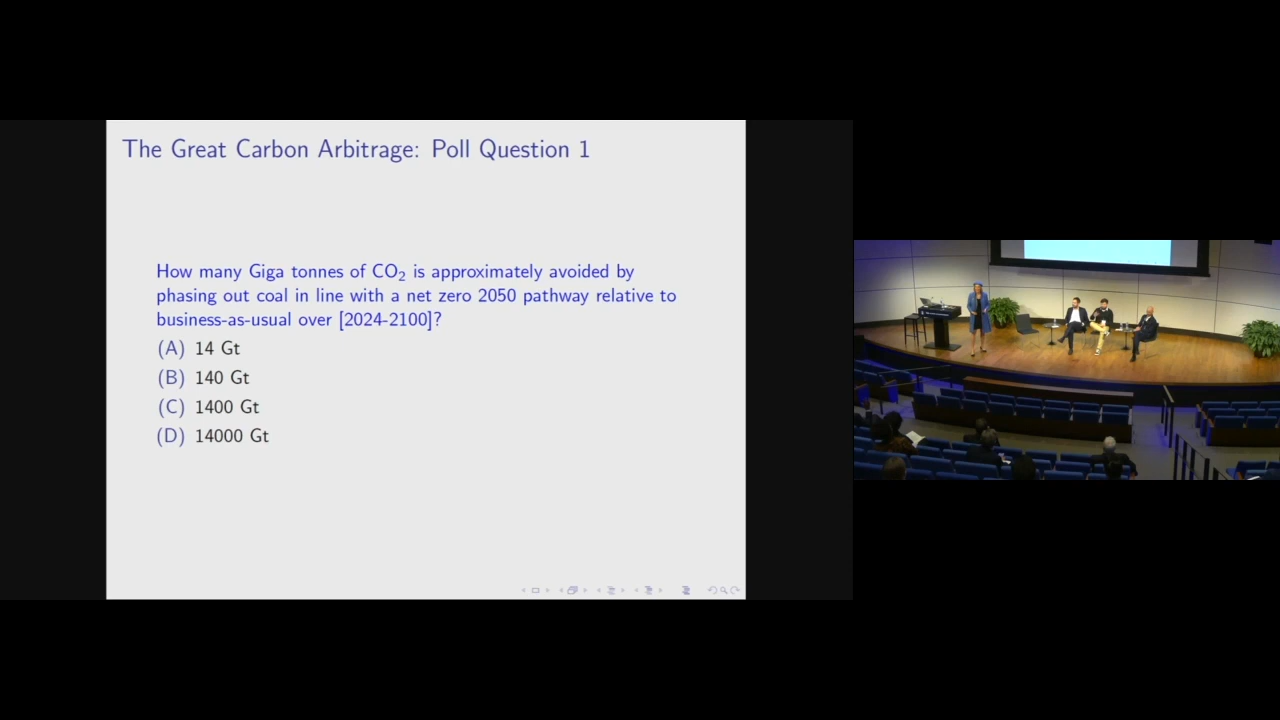 The Great Carbon Arbitrage: Poll Question 1
How many Giga tonnes of CO₂ is approximately avoided by
phasing out coal in line with a net zero 2050 pathway relative to
business-as-usual over [2024-2100]?
(A) 14 Gt
(B) 140 Gt
(C) 1400 Gt
(D) 14000 Gt